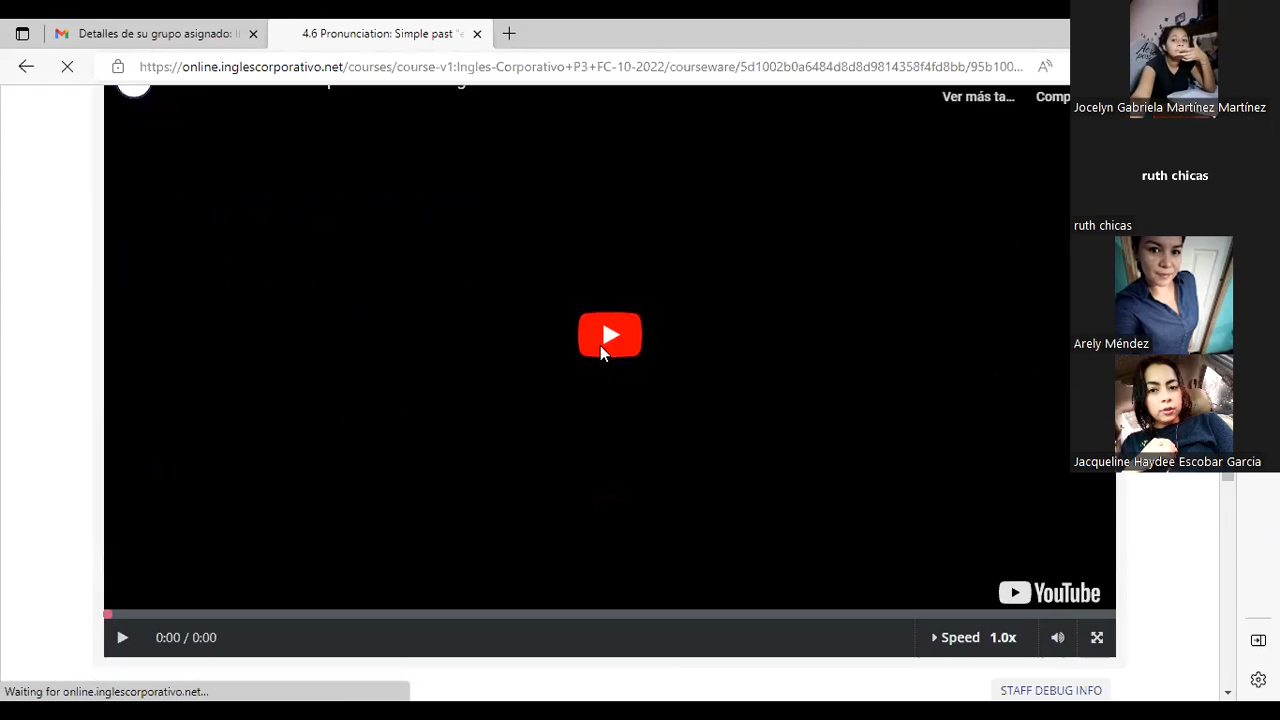 Detalles de su grupo asignado: I
4.6 Pronunciation: Simple past "e
https://online.inglescorporativo.net/courses/course-v1:Ingles-Corporativo+P3+FC-10-2022/courseware/5d1002b0a6484d8d8d9814358f4fd8bb/95b100...
Ver más ta...
Comp
Jocelyn Gabriela Martínez Martínez
ruth chicas
ruth chicas
Arely Méndez
Jacqueline Haydee Escobar Garcia
YouTube
0:00 / 0:00
Speed 1.0x
Waiting for online.inglescorporativo.net...
STAFF DEBUG INFO